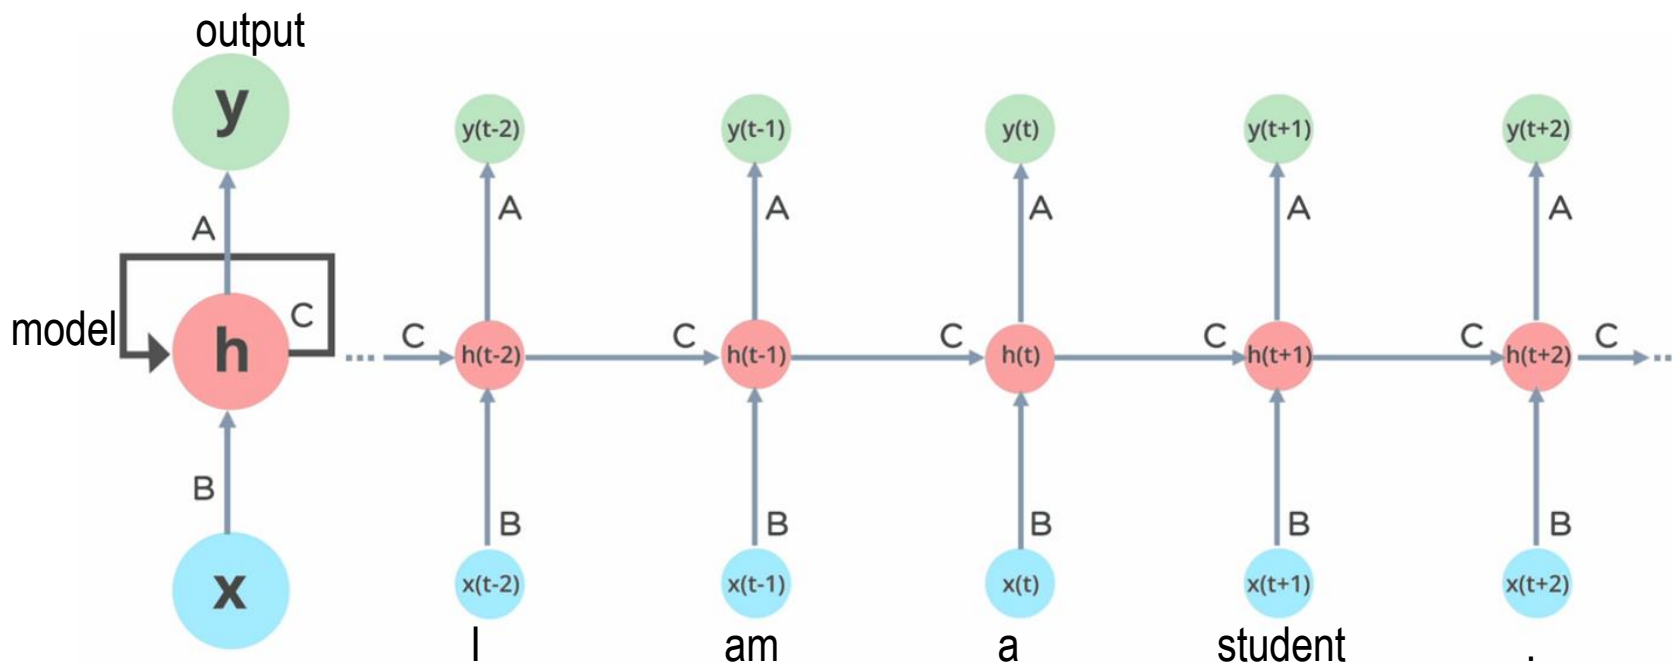 output
y
y(t-2) y(t-1) y(t) y(t+1) y(t+2)
A A A A A A
model h C
.... C h(t-2) C h(t-1) C h(t) C h(t+1) C h(t+2) C ..
B B B B B B
x
x(t-2) x(t-1) x(t) x(t+1) x(t+2)
I am a student .